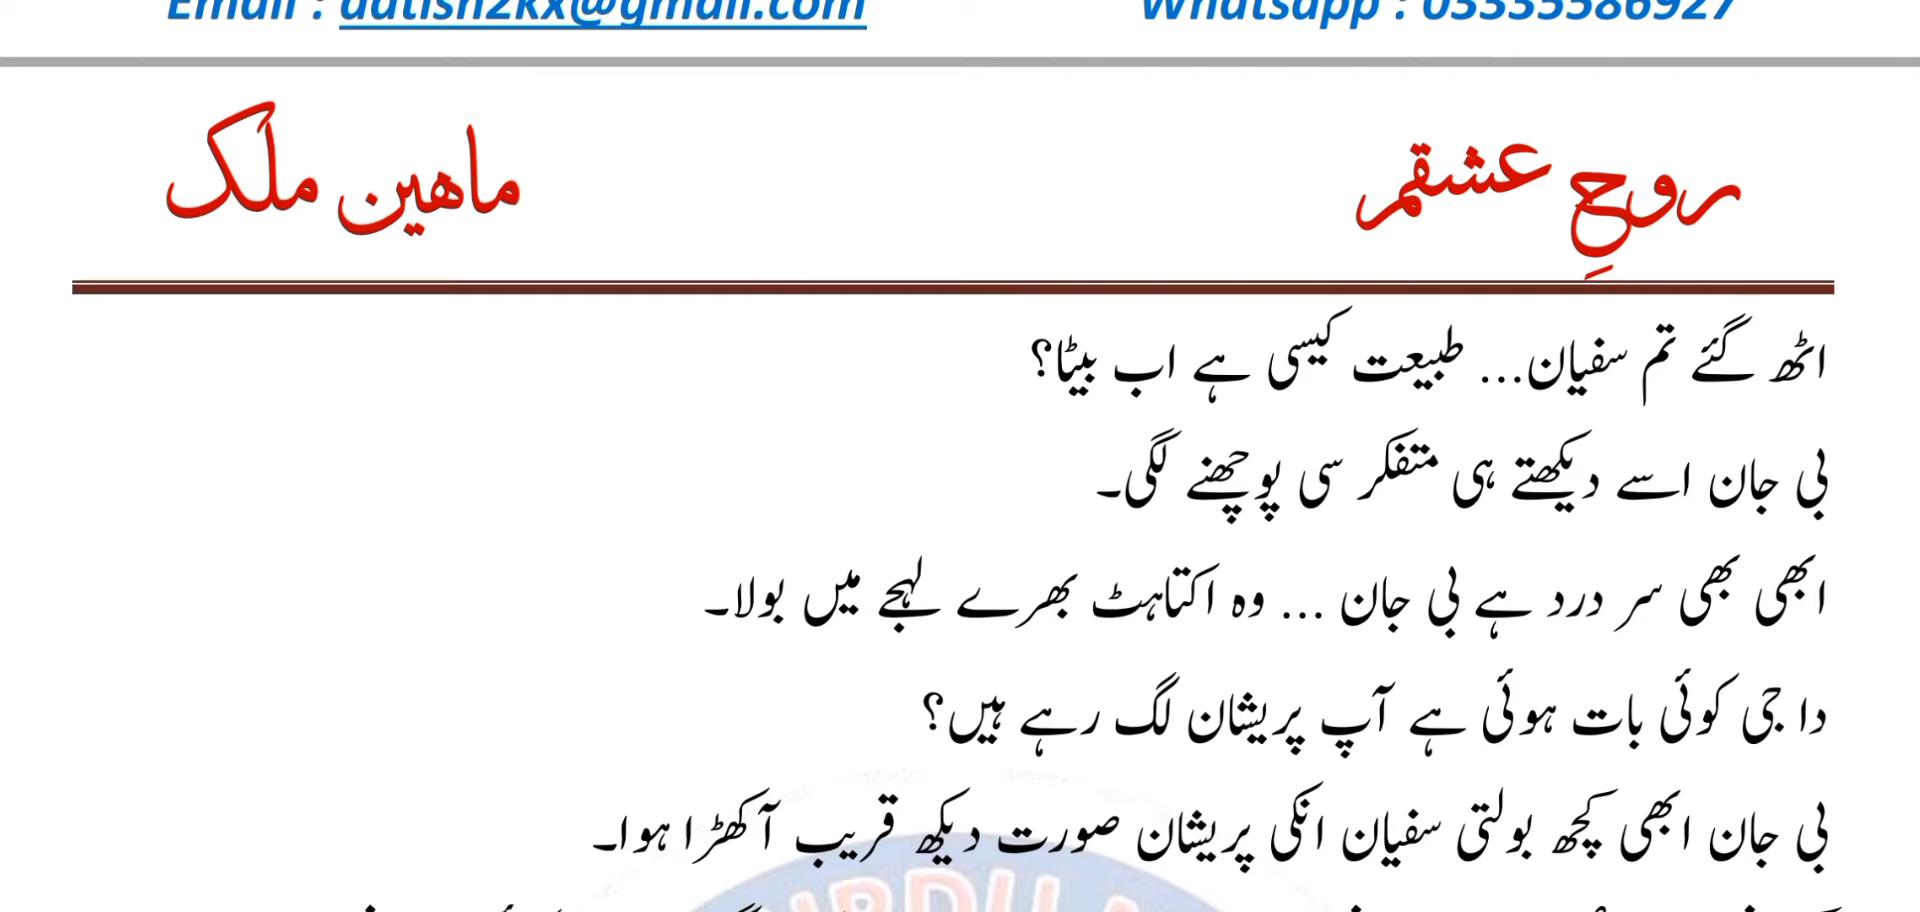 Email : aatish2kx@gmail.com Whatsapp : 03335586927
روحِ عشقم ماھین ملک
اٹھ گئے تم سفیان... طبیعت کیسی ہے اب بیٹا؟
بی جان اسے دیکھتے ہی متفکر سی پوچھنے لگی۔
ابھی بھی سر درد ہے بی جان ... وہ اکتاہٹ بھرے لہجے میں بولا۔
دا جی کوئی بات ہوئی ہے آپ پریشان لگ رہے ہیں؟
بی جان ابھی کچھ بولتی سفیان انکی پریشان صورت دیکھ قریب آکھڑا ہوا۔